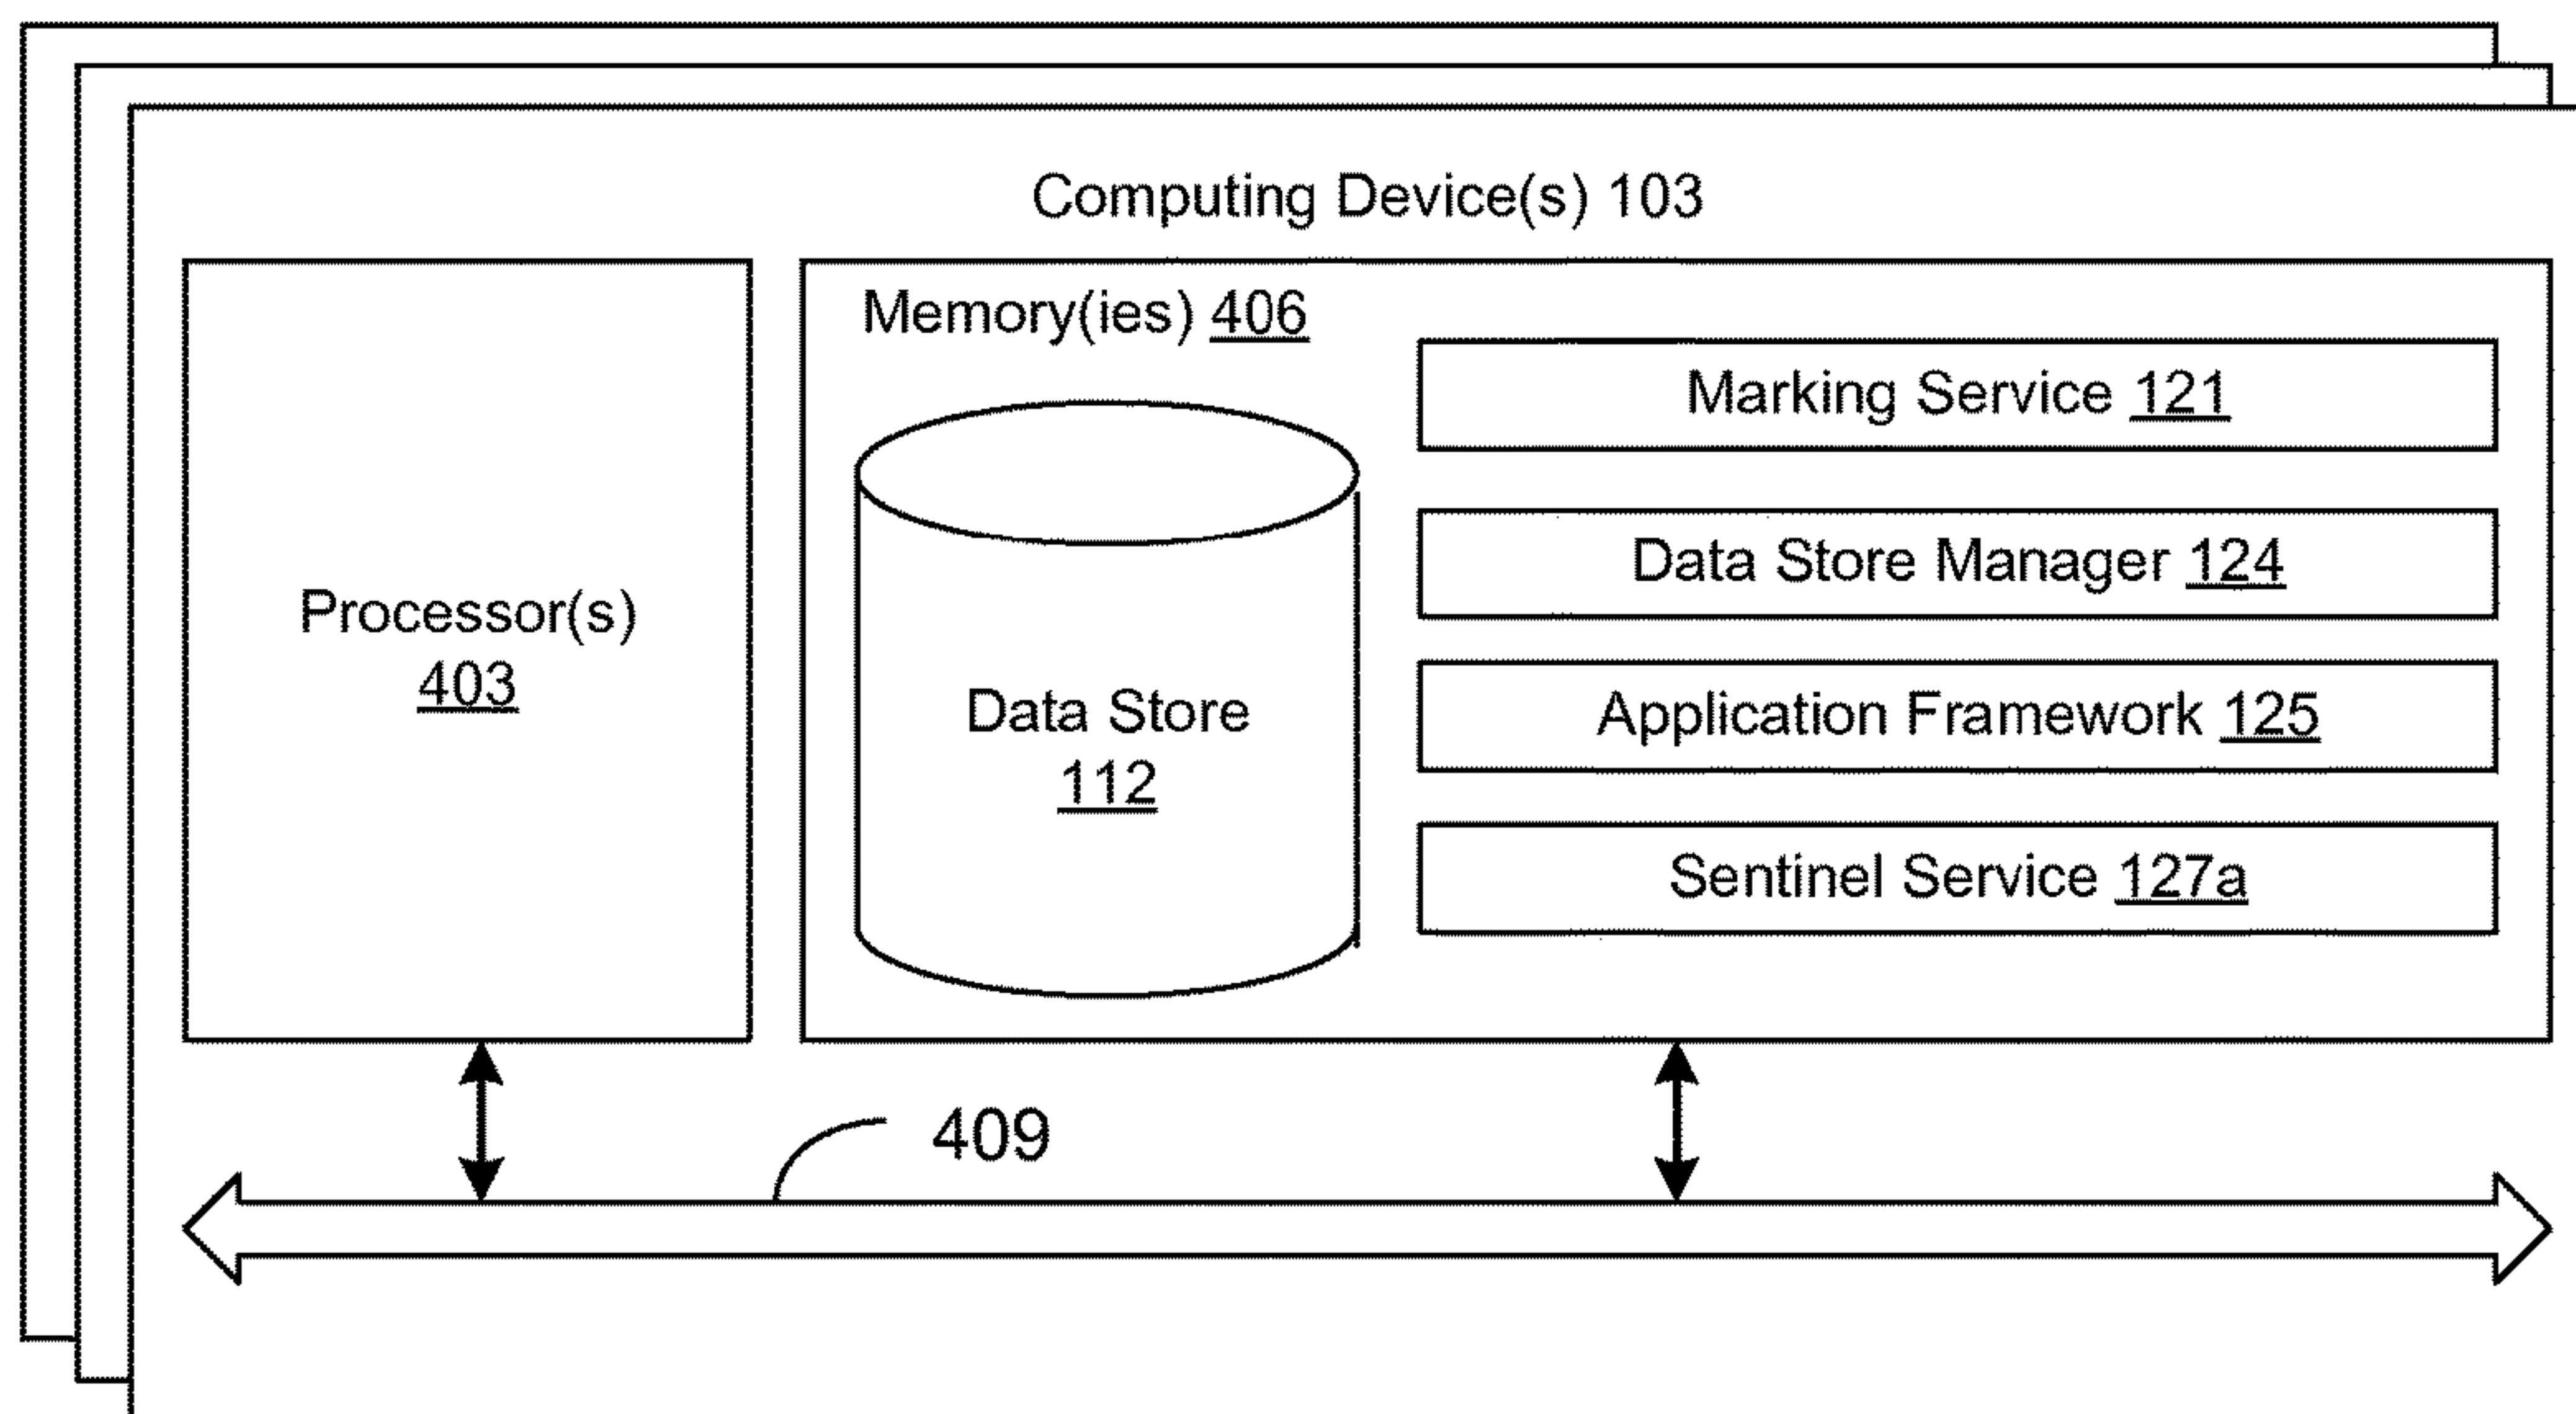 Computing Device(s) 103
Processor(s)
403
Memory(ies) 406
Data Store
112
Marking Service 121
Data Store Manager 124
Application Framework 125
Sentinel Service 127a
409